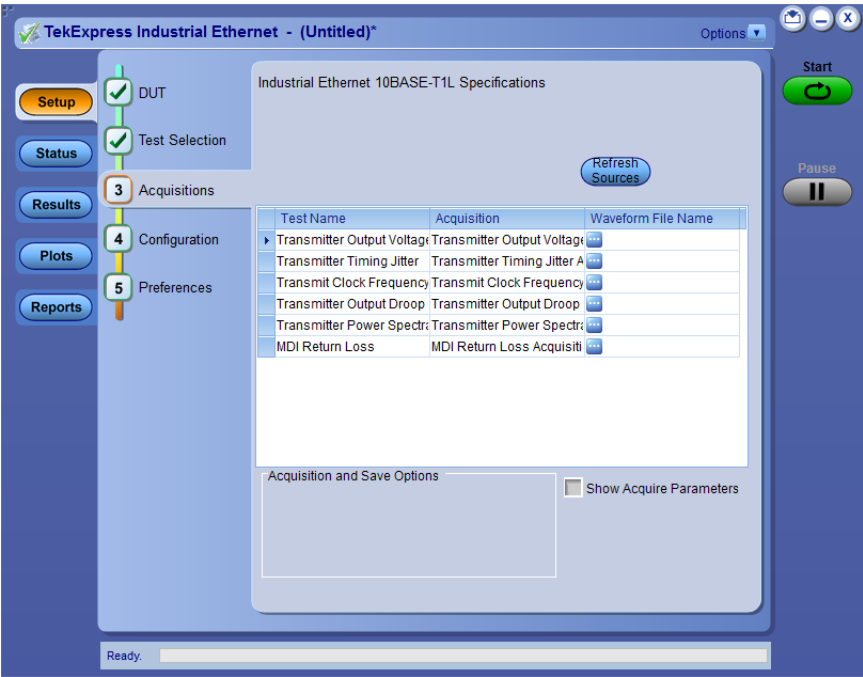 TekExpress Industrial Ethernet - (Untitled)*
Options
Start
Pause
Setup
Status
Results
Plots
Reports
DUT
Test Selection
3 Acquisitions
4 Configuration
5 Preferences
Industrial Ethernet 10BASE-T1L Specifications
Refresh
Sources
Test Name Acquisition Waveform File Name
Transmitter Output Voltage Transmitter Output Voltage
Transmitter Timing Jitter Transmitter Timing Jitter A
Transmit Clock Frequency Transmit Clock Frequency
Transmitter Output Droop Transmitter Output Droop
Transmitter Power Spectra Transmitter Power Spectra
MDI Return Loss MDI Return Loss Acquisiti
Acquisition and Save Options
Show Acquire Parameters
Ready.